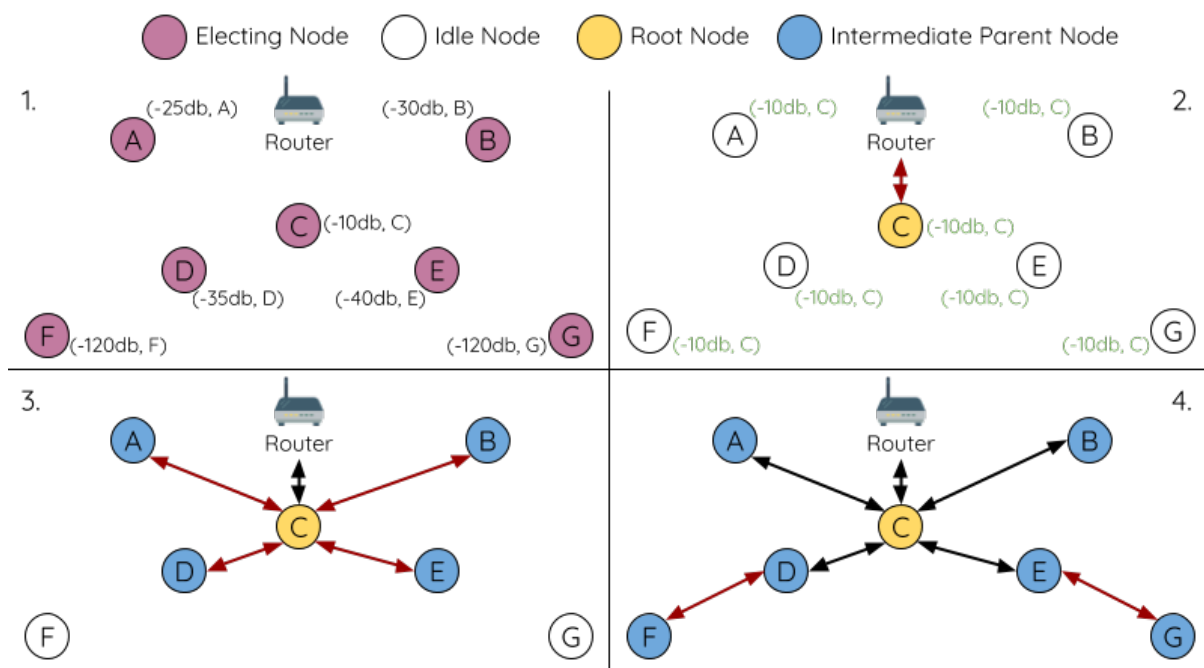 Electing Node Idle Node Root Node Intermediate Parent Node
1.
(-25db, A) (-30db, B)
A Router B
C (-10db, C)
D E
(-35db, D) (-40db, E)
F (-120db, F) (-120db, G) G
2.
(-10db, C) (-10db, C)
A Router B
C (-10db, C)
D E
(-10db, C) (-10db, C)
F (-10db, C) (-10db, C) G
3.
A Router B
C
D E
F G
4.
A Router B
C
D E
F G